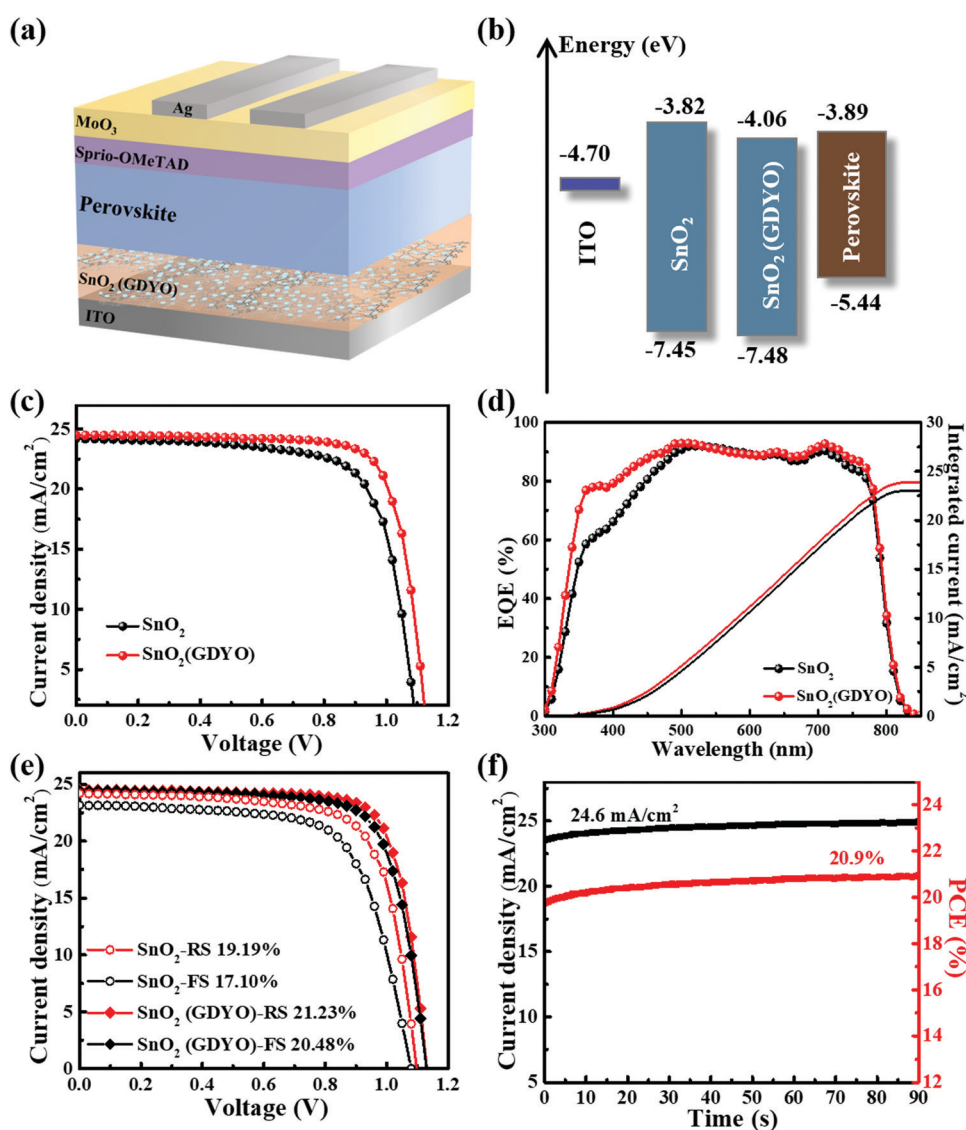 (a)
Ag
MoO3
Sprio-OMeTAD
Perovskite
SnO2 (GDYO)
ITO
(b)
Energy (eV)
-3.82
-4.06
-3.89
-4.70
ITO
SnO2
SnO2 (GDYO)
Perovskite
-5.44
-7.45
-7.48
(c)
Current density (mA/cm2)
25
20
15
10
5
SnO2
SnO2(GDYO)
0.0 0.2 0.4 0.6 0.8 1.0 1.2
Voltage (V)
(d)
EQE (%)
100
80
60
40
20
0
Integrated current (mA/cm2)
30
25
20
15
10
5
0
SnO2
SnO2(GDYO)
300 400 500 600 700 800
Wavelength (nm)
(e)
Current density (mA/cm2)
25
20
15
10
5
0
SnO2-RS 19.19%
SnO2-FS 17.10%
SnO2 (GDYO)-RS 21.23%
SnO2 (GDYO)-FS 20.48%
0.0 0.2 0.4 0.6 0.8 1.0 1.2
Voltage (V)
(f)
Current density (mA/cm2)
25
21
17
13
9
5
24.6 mA/cm2
20.9%
PCE (%)
24
22
20
18
16
14
12
0 10 20 30 40 50 60 70 80 90
Time (s)